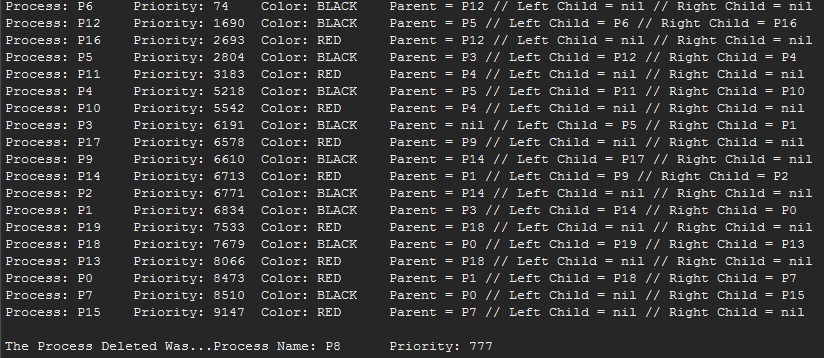 Process: P6 Priority: 74 Color: BLACK Parent = P12 // Left Child = nil // Right Child = nil
Process: P12 Priority: 1690 Color: BLACK Parent = P5 // Left Child = P6 // Right Child = P16
Process: P16 Priority: 2693 Color: RED Parent = P12 // Left Child = nil // Right Child = nil
Process: P5 Priority: 2804 Color: BLACK Parent = P3 // Left Child = P12 // Right Child = P4
Process: P11 Priority: 3183 Color: RED Parent = P4 // Left Child = nil // Right Child = nil
Process: P4 Priority: 5218 Color: BLACK Parent = P5 // Left Child = P11 // Right Child = P10
Process: P10 Priority: 5542 Color: RED Parent = P4 // Left Child = nil // Right Child = nil
Process: P3 Priority: 6191 Color: BLACK Parent = nil // Left Child = P5 // Right Child = P1
Process: P17 Priority: 6578 Color: RED Parent = P9 // Left Child = nil // Right Child = nil
Process: P9 Priority: 6610 Color: BLACK Parent = P14 // Left Child = P17 // Right Child = nil
Process: P14 Priority: 6713 Color: RED Parent = P1 // Left Child = P9 // Right Child = P2
Process: P2 Priority: 6771 Color: BLACK Parent = P14 // Left Child = nil // Right Child = nil
Process: P1 Priority: 6834 Color: BLACK Parent = P3 // Left Child = P14 // Right Child = P0
Process: P19 Priority: 7533 Color: RED Parent = P18 // Left Child = nil // Right Child = nil
Process: P18 Priority: 7679 Color: BLACK Parent = P0 // Left Child = P19 // Right Child = P13
Process: P13 Priority: 8066 Color: RED Parent = P18 // Left Child = nil // Right Child = nil
Process: P0 Priority: 8473 Color: RED Parent = P1 // Left Child = P18 // Right Child = P7
Process: P7 Priority: 8510 Color: BLACK Parent = P0 // Left Child = nil // Right Child = P15
Process: P15 Priority: 9147 Color: RED Parent = P7 // Left Child = nil // Right Child = nil
The Process Deleted Was...Process Name: P8 Priority: 777